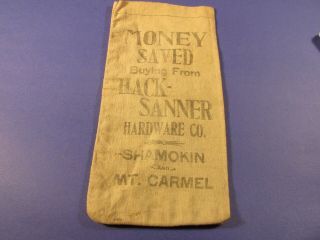 MONEY
SAVED
Buying From
HACK-
SANNER
HARDWARE CO.
SHAMOKIN
AND
MT. CARMEL